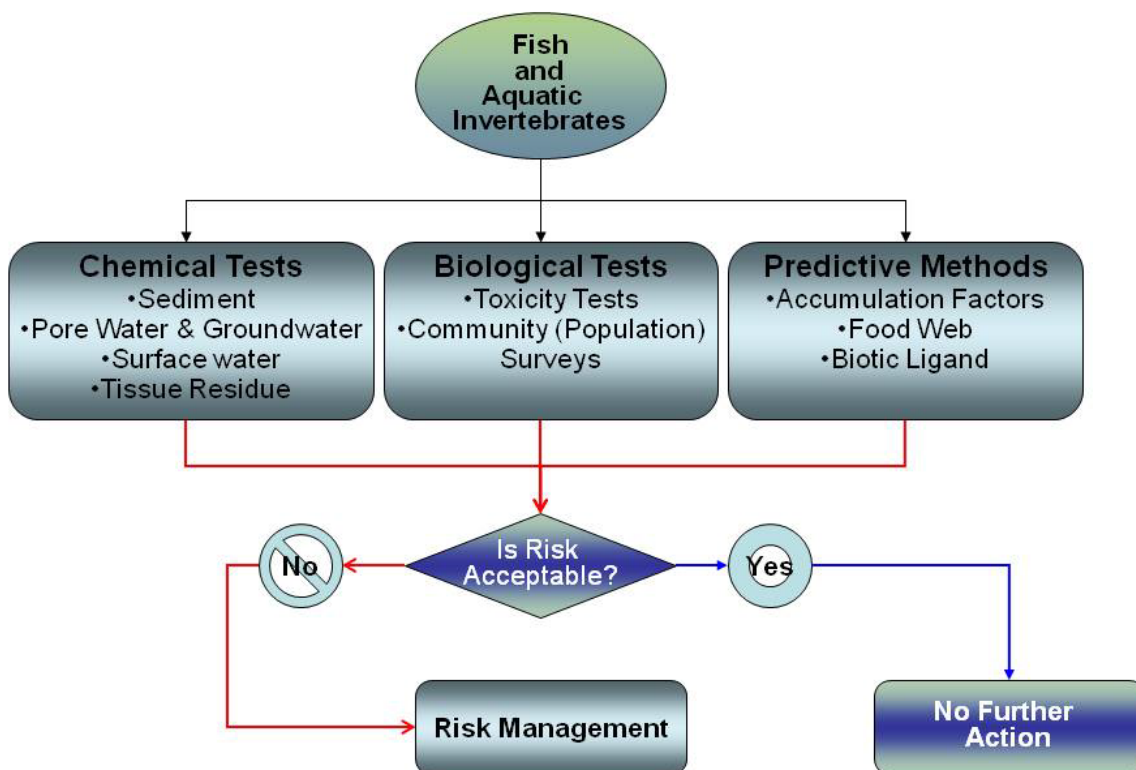 Fish
and
Aquatic
Invertebrates
Chemical Tests
•Sediment
•Pore Water & Groundwater
•Surface water
•Tissue Residue
Biological Tests
•Toxicity Tests
•Community (Population)
Surveys
Predictive Methods
•Accumulation Factors
•Food Web
•Biotic Ligand
Is Risk
Acceptable?
No
Yes
Risk Management
No Further
Action